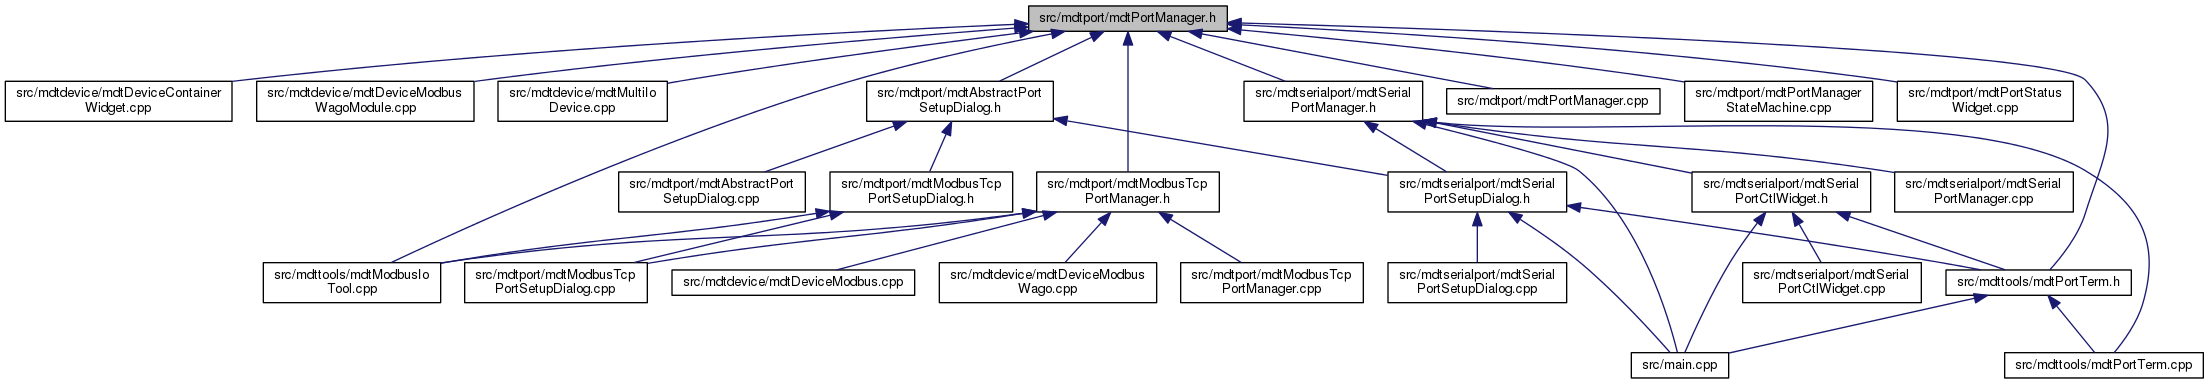 src/mdtport/mdtPortManager.h
src/mdtdevice/mdtDeviceContainer
Widget.cpp
src/mdtdevice/mdtDeviceModbus
WagoModule.cpp
src/mdtdevice/mdtMultiIo
Device.cpp
src/mdtport/mdtAbstractPort
SetupDialog.h
src/mdtserialport/mdtSerial
PortManager.h
src/mdtport/mdtPortManager.cpp
src/mdtport/mdtPortManager
StateMachine.cpp
src/mdtport/mdtPortStatus
Widget.cpp
src/mdtport/mdtAbstractPort
SetupDialog.cpp
src/mdtport/mdtModbusTcp
PortSetupDialog.h
src/mdtport/mdtModbusTcp
PortManager.h
src/mdtserialport/mdtSerial
PortSetupDialog.h
src/mdtserialport/mdtSerial
PortCtlWidget.h
src/mdtserialport/mdtSerial
PortManager.cpp
src/mdttools/mdtModbusIo
Tool.cpp
src/mdtport/mdtModbusTcp
PortSetupDialog.cpp
src/mdtdevice/mdtDeviceModbus.cpp
src/mdtdevice/mdtDeviceModbus
Wago.cpp
src/mdtport/mdtModbusTcp
PortManager.cpp
src/mdtserialport/mdtSerial
PortSetupDialog.cpp
src/mdtserialport/mdtSerial
PortCtlWidget.cpp
src/mdttools/mdtPortTerm.h
src/main.cpp
src/mdttools/mdtPortTerm.cpp